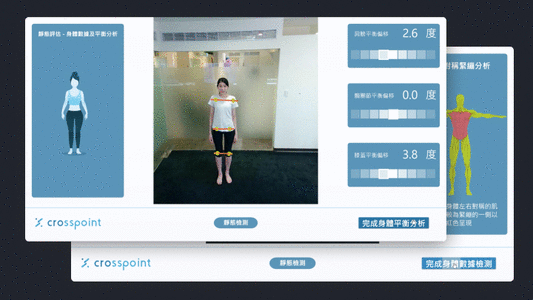 靜態評估 - 身體數據及平衡分析
肩膀平衡偏移 2.6 度
髖關節平衡偏移 0.0 度
膝蓋平衡偏移 3.8 度
crosspoint
靜態檢測
完成身體平衡分析
對稱緊繃分析
身體左右對稱的肌
較為緊繃的一側以
紅色呈現
crosspoint
靜態檢測
完成身體數據檢測